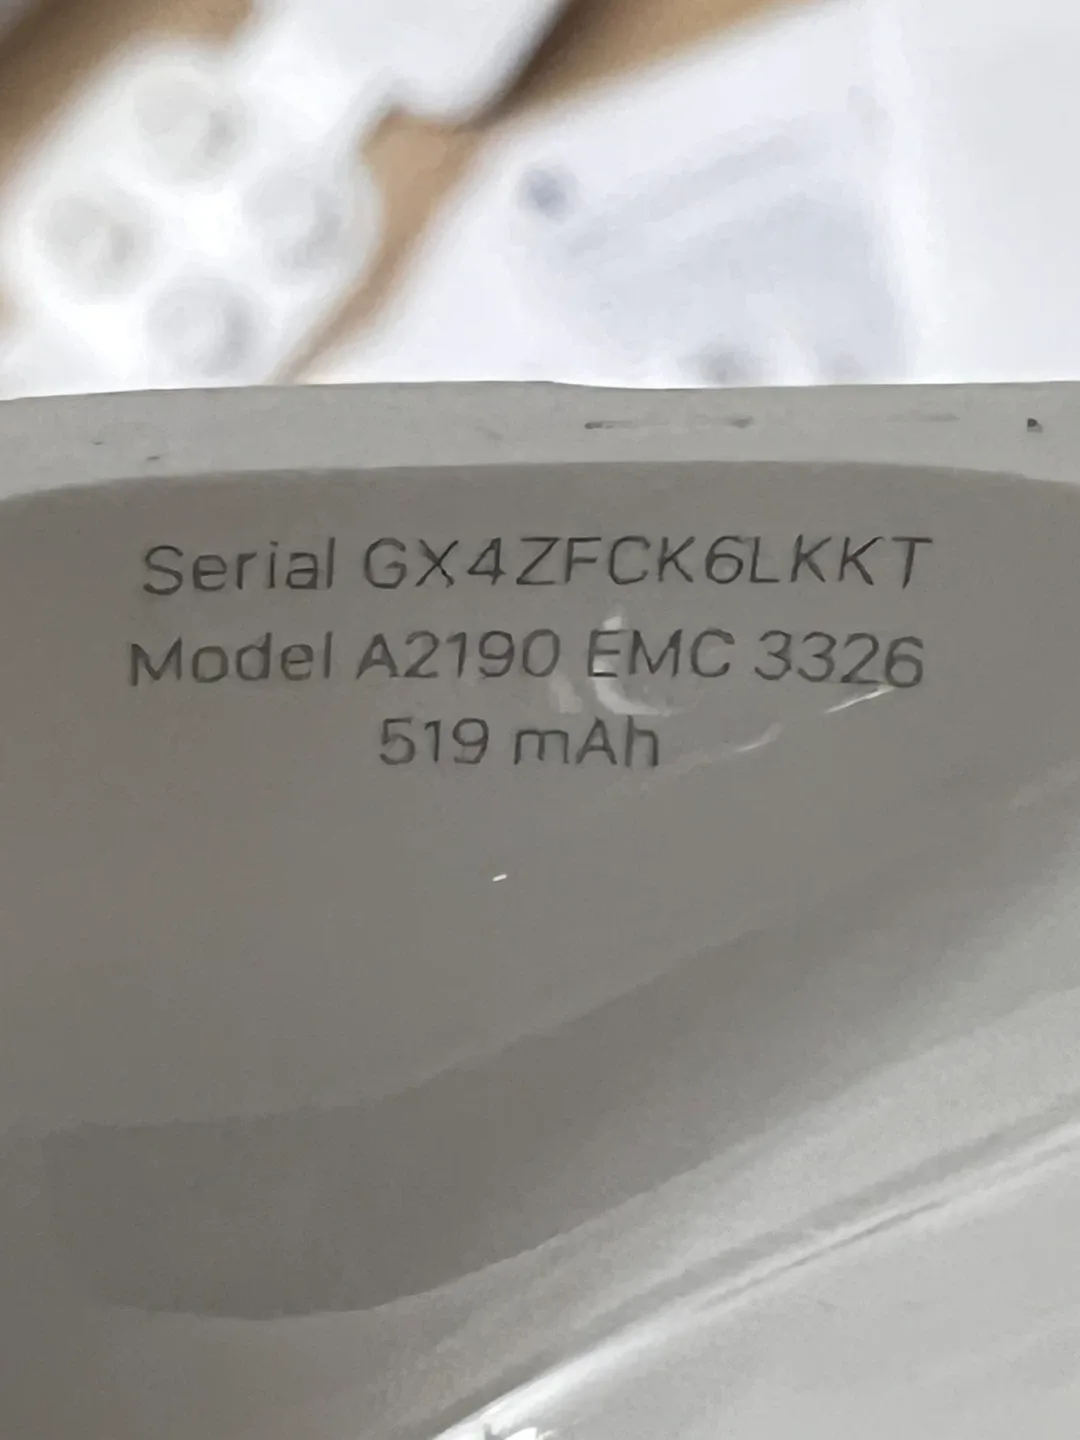 Serial GX4ZFCK6LKKT
Model A2190 EMC 3326
519 mAh